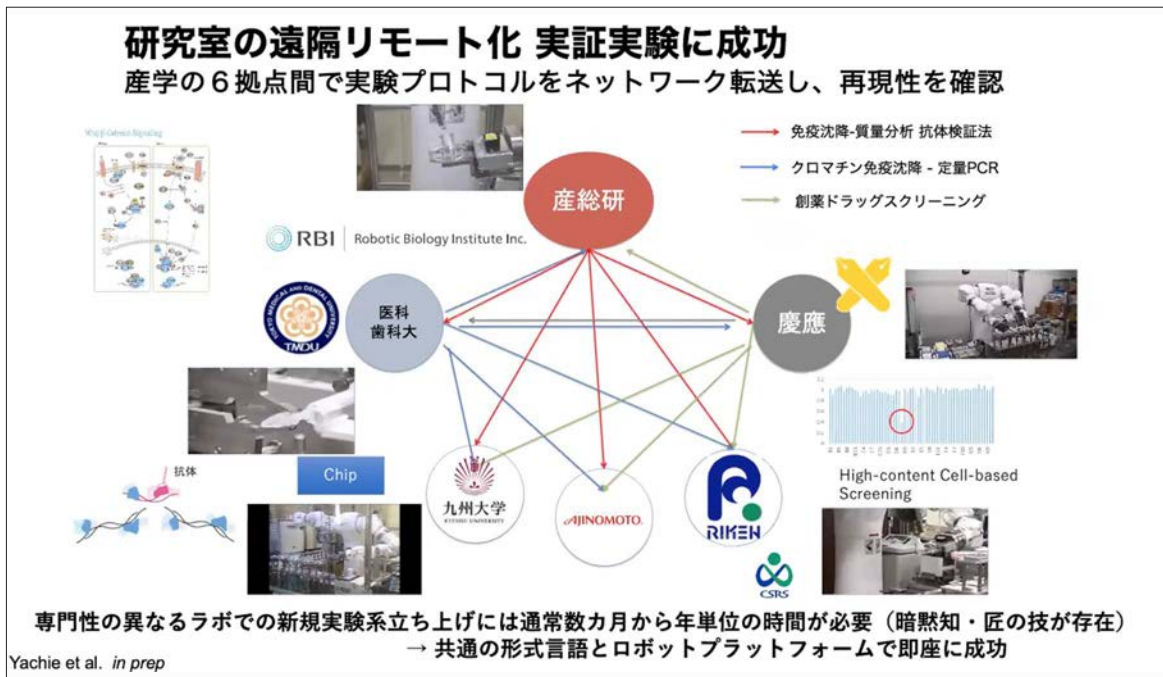 研究室の遠隔リモート化 実証実験に成功
産学の６拠点間で実験プロトコルをネットワーク転送し、再現性を確認
免疫沈降-質量分析 抗体検証法
クロマチン免疫沈降 - 定量PCR
創薬ドラッグスクリーニング
産総研
RBI
Robotic Biology Institute Inc.
TOKYO MEDICAL AND DENTAL UNIVERSITY
TMDU
医科
歯科大
慶應
抗体
Chip
九州大学
KYUSHU UNIVERSITY
AJINOMOTO.
RIKEN
CSRS
High-content Cell-based
Screening
専門性の異なるラボでの新規実験系立ち上げには通常数カ月から年単位の時間が必要（暗黙知・匠の技が存在）
→ 共通の形式言語とロボットプラットフォームで即座に成功
Yachie et al. in prep